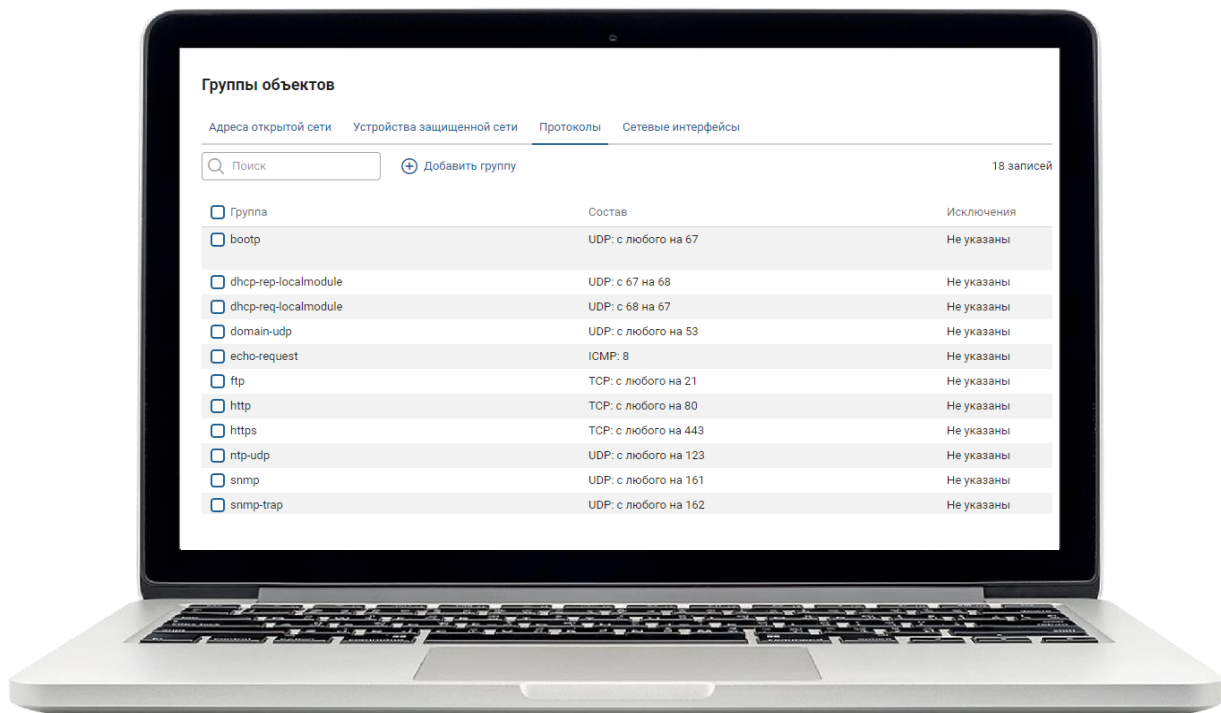 Группы объектов
Адреса открытой сети Устройства защищенной сети Протоколы Сетевые интерфейсы
Поиск Добавить группу 18 записей
Группа Состав Исключения
bootp UDP: с любого на 67 Не указаны
dhcp-rep-localmodule UDP: с 67 на 68 Не указаны
dhcp-req-localmodule UDP: с 68 на 67 Не указаны
domain-udp UDP: с любого на 53 Не указаны
echo-request ICMP: 8 Не указаны
ftp TCP: с любого на 21 Не указаны
http TCP: с любого на 80 Не указаны
https TCP: с любого на 443 Не указаны
ntp-udp UDP: с любого на 123 Не указаны
snmp UDP: с любого на 161 Не указаны
snmp-trap UDP: с любого на 162 Не указаны